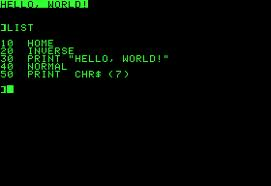 HELLO, WORLD!
]LIST
10  HOME
20  INVERSE
30  PRINT "HELLO, WORLD!"
40  NORMAL
50  PRINT  CHR$ (7)
]